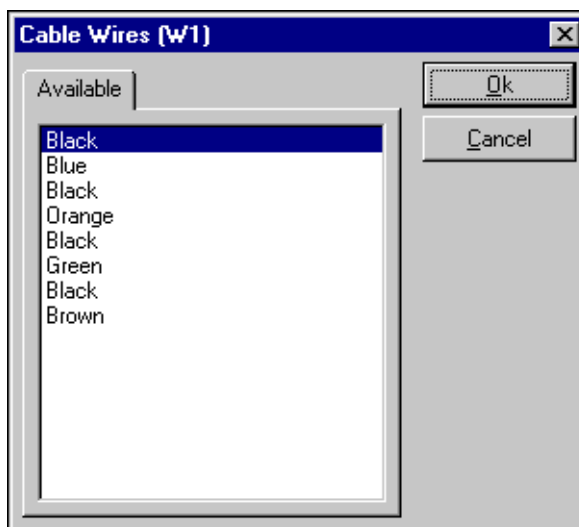 Cable Wires (W1)
Available
Ok
Cancel
Black
Blue
Black
Orange
Black
Green
Black
Brown